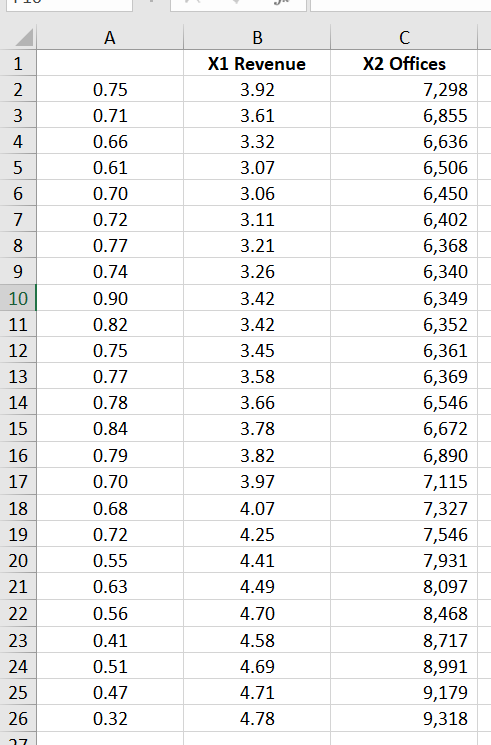 A B C
1 X1 Revenue X2 Offices
2 0.75 3.92 7,298
3 0.71 3.61 6,855
4 0.66 3.32 6,636
5 0.61 3.07 6,506
6 0.70 3.06 6,450
7 0.72 3.11 6,402
8 0.77 3.21 6,368
9 0.74 3.26 6,340
10 0.90 3.42 6,349
11 0.82 3.42 6,352
12 0.75 3.45 6,361
13 0.77 3.58 6,369
14 0.78 3.66 6,546
15 0.84 3.78 6,672
16 0.79 3.82 6,890
17 0.70 3.97 7,115
18 0.68 4.07 7,327
19 0.72 4.25 7,546
20 0.55 4.41 7,931
21 0.63 4.49 8,097
22 0.56 4.70 8,468
23 0.41 4.58 8,717
24 0.51 4.69 8,991
25 0.47 4.71 9,179
26 0.32 4.78 9,318
27